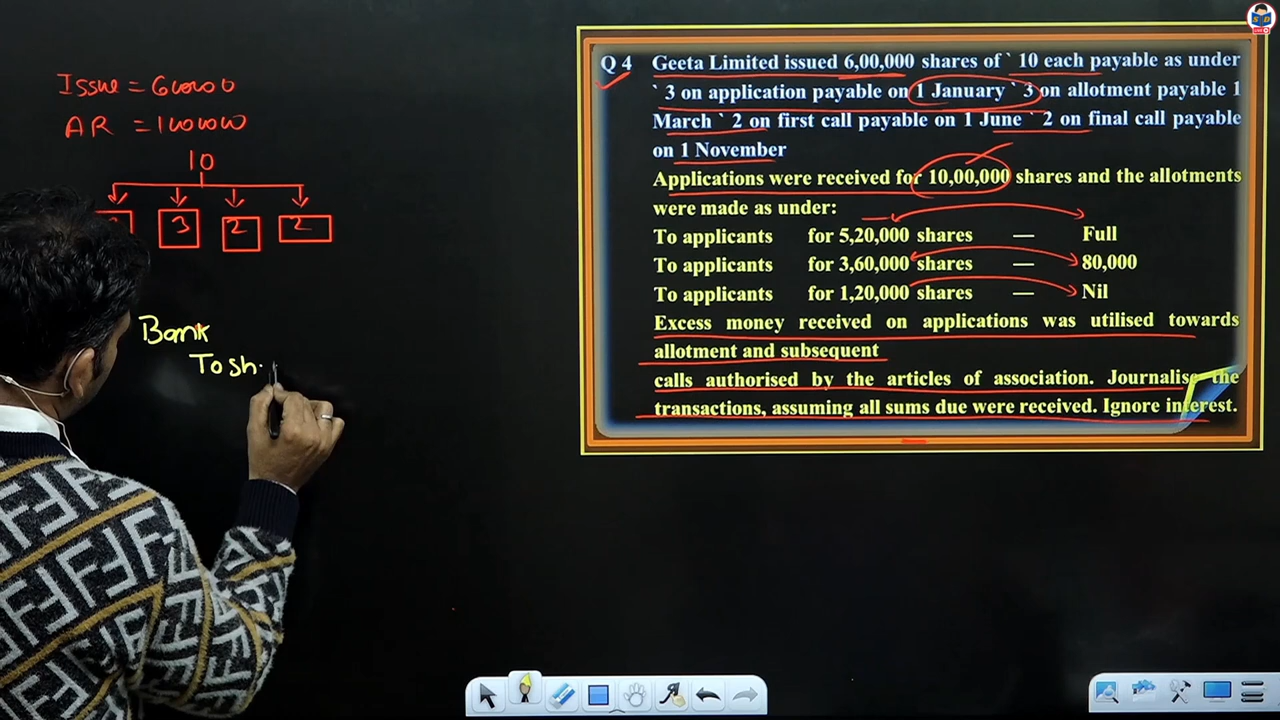 Issue = 600000
AR = 1000000
10
3 2 2
Bank
To sh.
Q 4 Geeta Limited issued 6,00,000 shares of ` 10 each payable as under
` 3 on application payable on 1 January ` 3 on allotment payable 1
March ` 2 on first call payable on 1 June ` 2 on final call payable
on 1 November
Applications were received for 10,00,000 shares and the allotments
were made as under:
To applicants for 5,20,000 shares — Full
To applicants for 3,60,000 shares — 80,000
To applicants for 1,20,000 shares — Nil
Excess money received on applications was utilised towards
allotment and subsequent
calls authorised by the articles of association. Journalise the
transactions, assuming all sums due were received. Ignore interest.